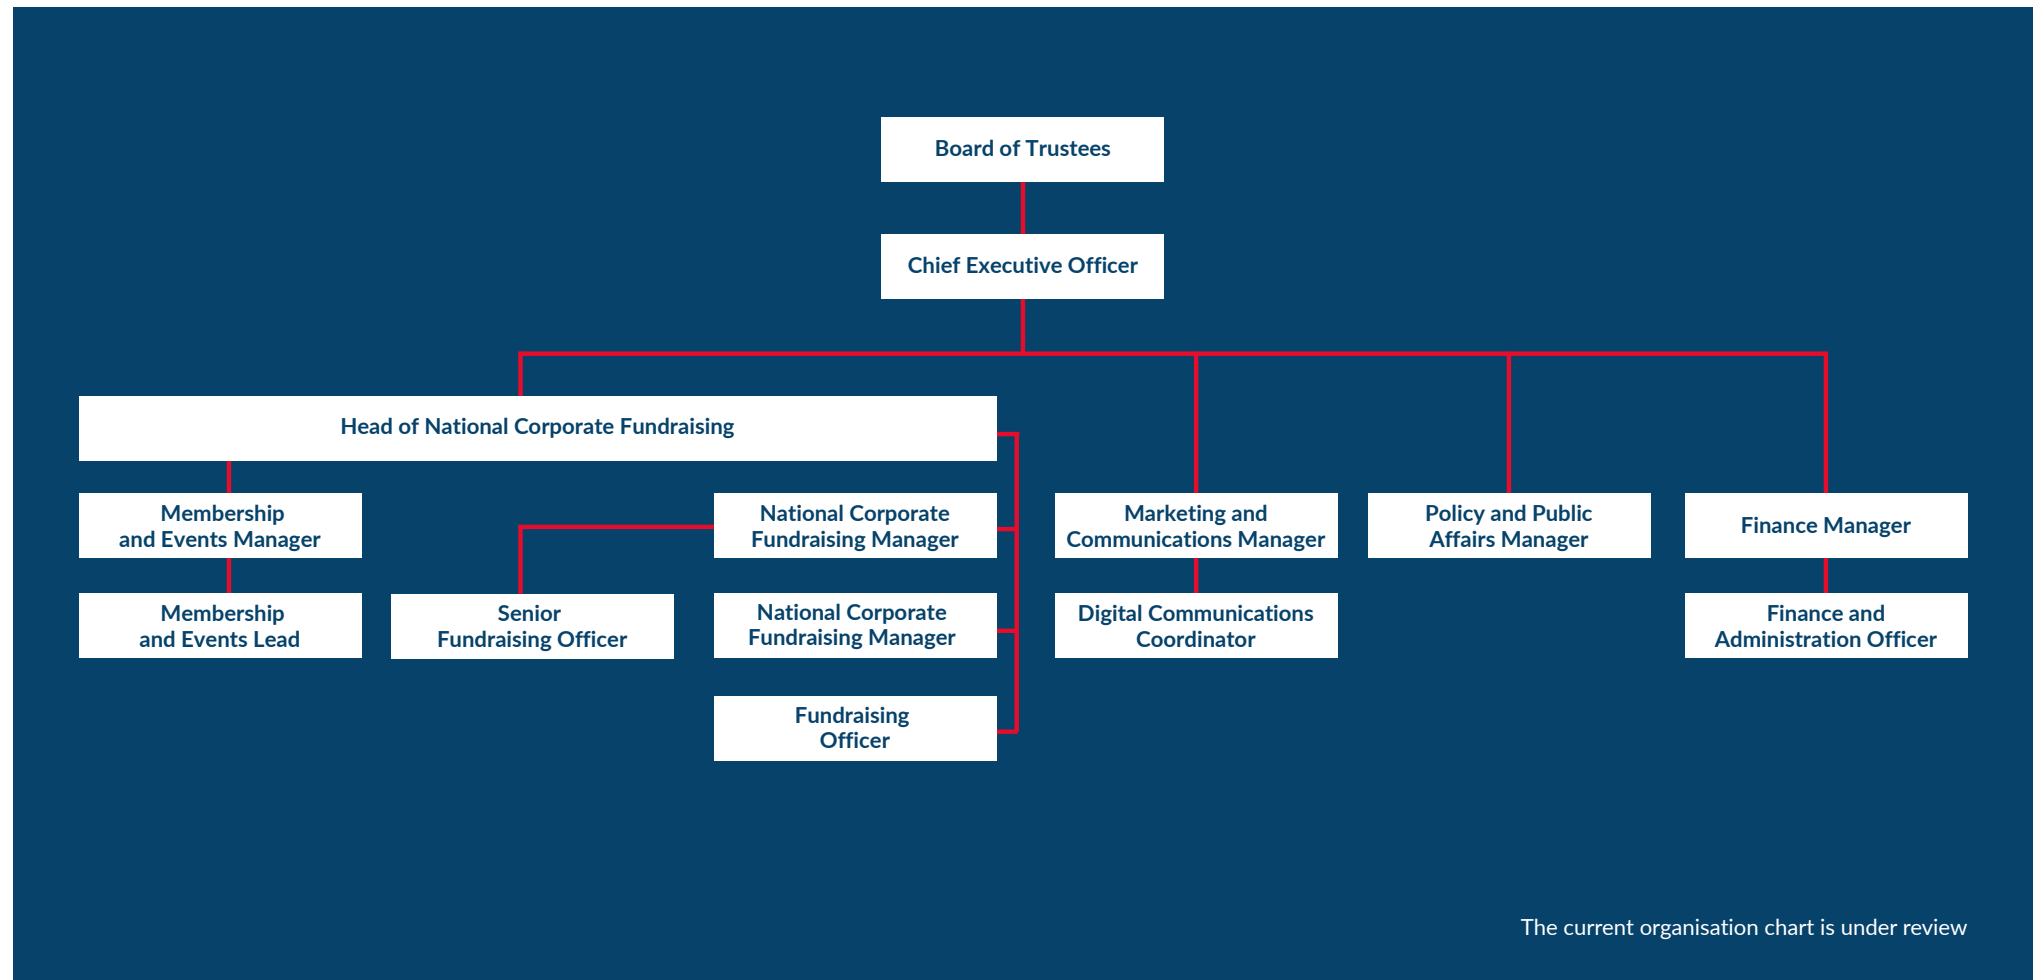 Board of Trustees
Chief Executive Officer
Head of National Corporate Fundraising
Membership
and Events Manager
National Corporate
Fundraising Manager
Marketing and
Communications Manager
Policy and Public
Affairs Manager
Finance Manager
Membership
and Events Lead
Senior
Fundraising Officer
National Corporate
Fundraising Manager
Digital Communications
Coordinator
Finance and
Administration Officer
Fundraising
Officer
The current organisation chart is under review